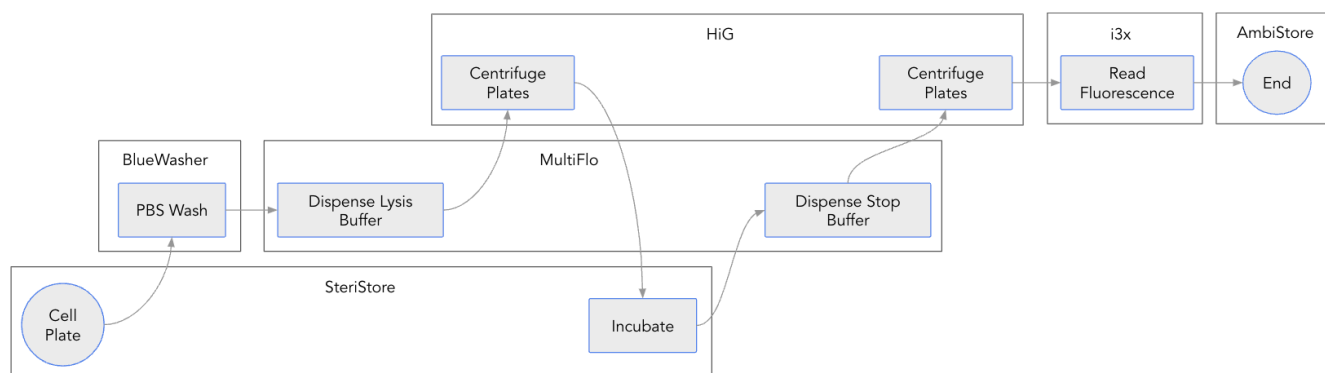 HiG
i3x
AmbiStore
Centrifuge
Plates
Centrifuge
Plates
Read
Fluorescence
End
BlueWasher
MultiFlo
PBS Wash
Dispense Lysis
Buffer
Dispense Stop
Buffer
SteriStore
Cell
Plate
Incubate